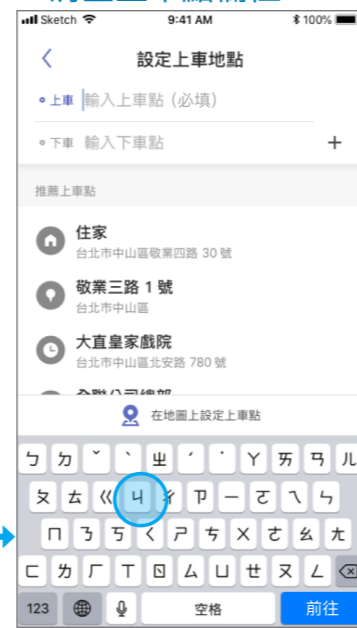 Sketch 9:41 AM 100%
設定上車地點
上車 輸入上車點 (必填)
下車 輸入下車點 +
推薦上車點
住家
台北市中山區敬業四路 30 號
敬業三路 1 號
台北市中山區
大直皇家戲院
台北市中山區北安路 780 號
在地圖上設定上車點
ㄅ ㄉ ˇ ˋ ㄓ ˊ ˙ ㄚ ㄞ ㄢ ㄦ
ㄆ ㄊ ㄍ ㄐ ㄔ ㄗ ㄧ ㄛ ㄟ ㄣ
ㄇ ㄋ ㄎ ㄑ ㄕ ㄘ ㄨ ㄜ ㄠ ㄤ
ㄈ ㄌ ㄏ ㄒ ㄖ ㄙ ㄩ ㄝ ㄡ ㄥ
123 空格 前往